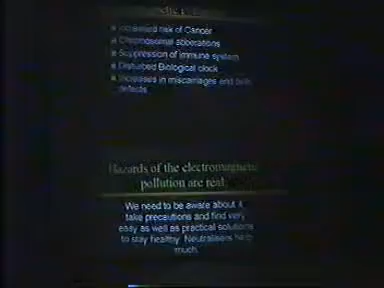 Increased risk of Cancer
Chromosomal abberations
Suppression of immune system
Disturbed Biological clock
Increases in miscarriages and birth
defects
Hazards of the electromagnetic
pollution are real
We need to be aware about it,
take precautions and find very
easy as well as practical solutions
to stay healthy. Neutralisers help
much.